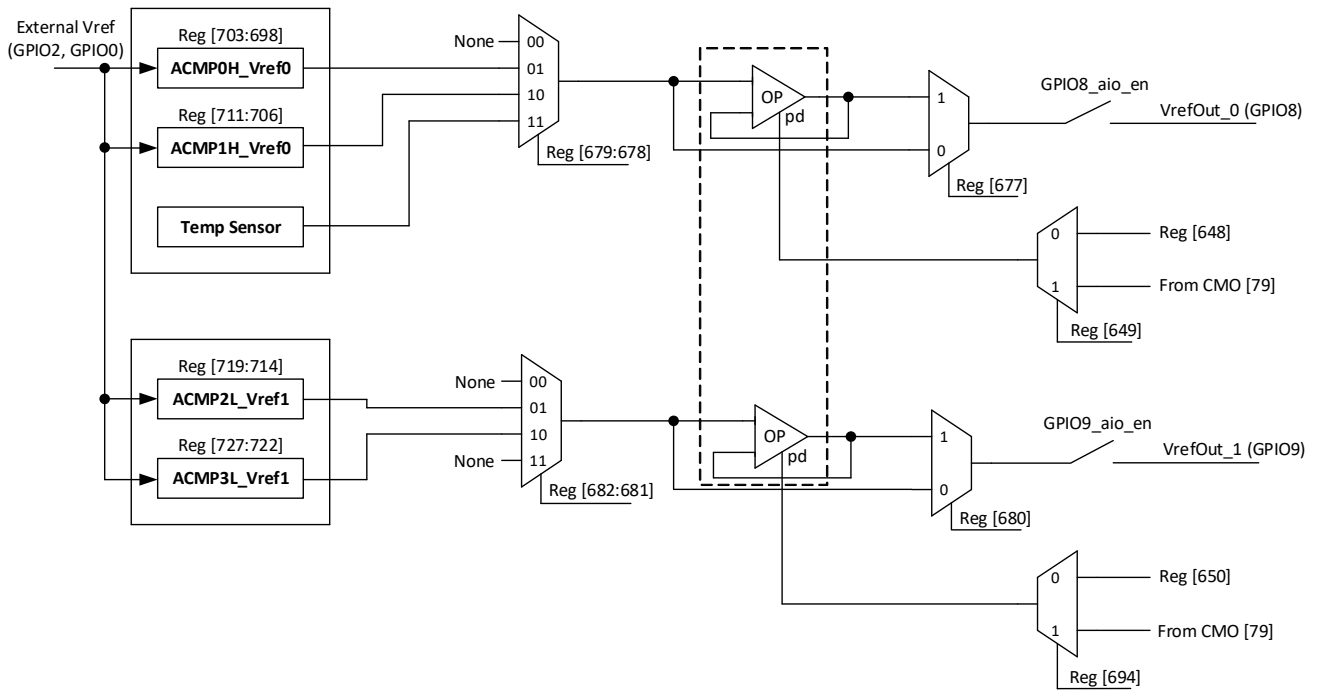 External Vref
(GPIO2, GPIO0)
Reg [703:698]
ACMP0H_Vref0
Reg [711:706]
ACMP1H_Vref0
Temp Sensor
None
00
01
10
11
Reg [679:678]
OP
pd
1
0
Reg [677]
GPIO8_aio_en
VrefOut_0 (GPIO8)
0
1
Reg [648]
From CMO [79]
Reg [649]
Reg [719:714]
ACMP2L_Vref1
Reg [727:722]
ACMP3L_Vref1
None
None
00
01
10
11
Reg [682:681]
OP
pd
1
0
Reg [680]
GPIO9_aio_en
VrefOut_1 (GPIO9)
0
1
Reg [650]
From CMO [79]
Reg [694]